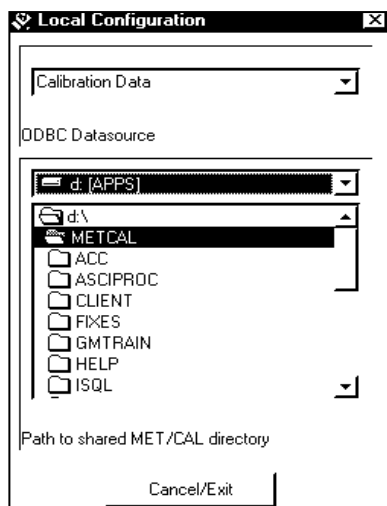 Local Configuration
Calibration Data
ODBC Datasource
d: [APPS]
d:\
METCAL
ACC
ASCIPROC
CLIENT
FIXES
GMTRAIN
HELP
ISQL
Path to shared MET/CAL directory
Cancel/Exit